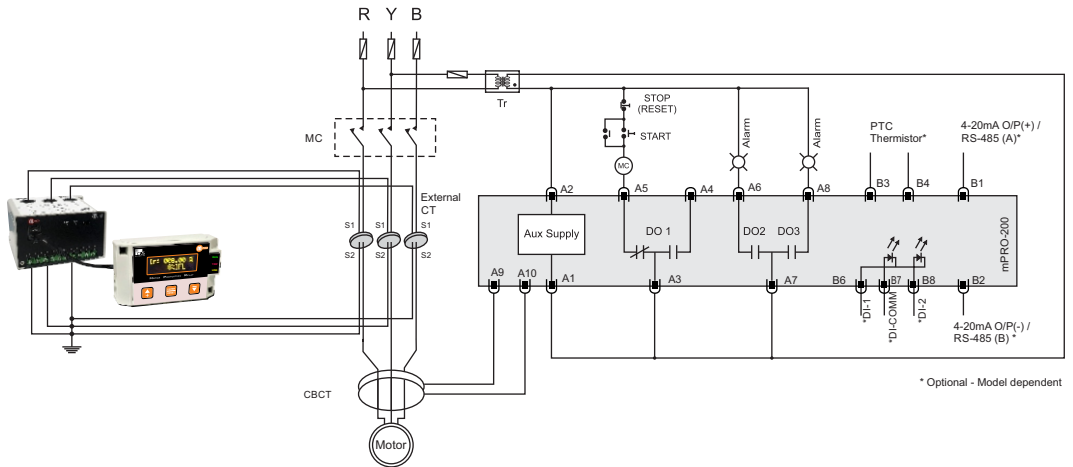 R Y B
Tr
STOP
(RESET)
START
MC
MC
Alarm
Alarm
PTC
Thermistor*
4-20mA O/P(+) /
RS-485 (A)*
External
CT
A2
A5
A4
A6
A8
B3
B4
B1
S1
S1
S1
S2
S2
S2
Aux Supply
DO 1
DO2
DO3
mPRO-200
A9
A10
A1
A3
A7
B6
B7
B8
B2
*DI-1
*DI-COMM
*DI-2
4-20mA O/P(-) /
RS-485 (B) *
* Optional - Model dependent
CBCT
Motor